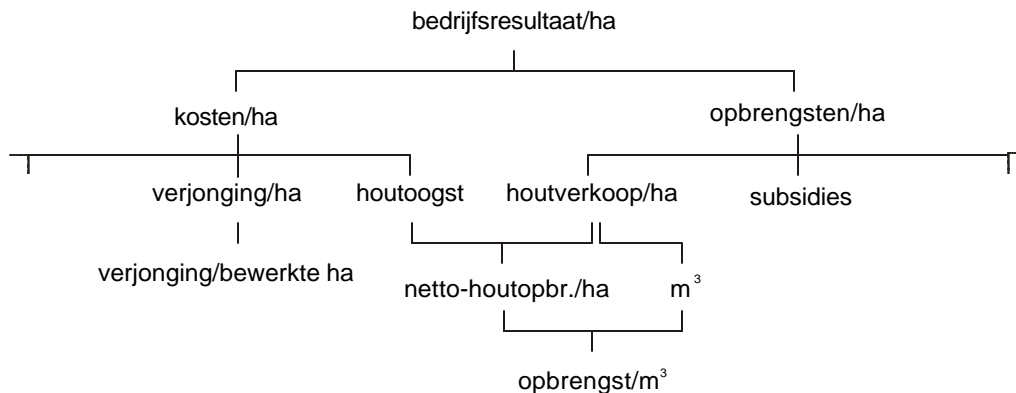 bedrijfsresultaat/ha
kosten/ha
opbrengsten/ha
verjonging/ha
houtoogst
houtverkoop/ha
subsidies
verjonging/bewerkte ha
netto-houtopbr./ha
m³
opbrengst/m³